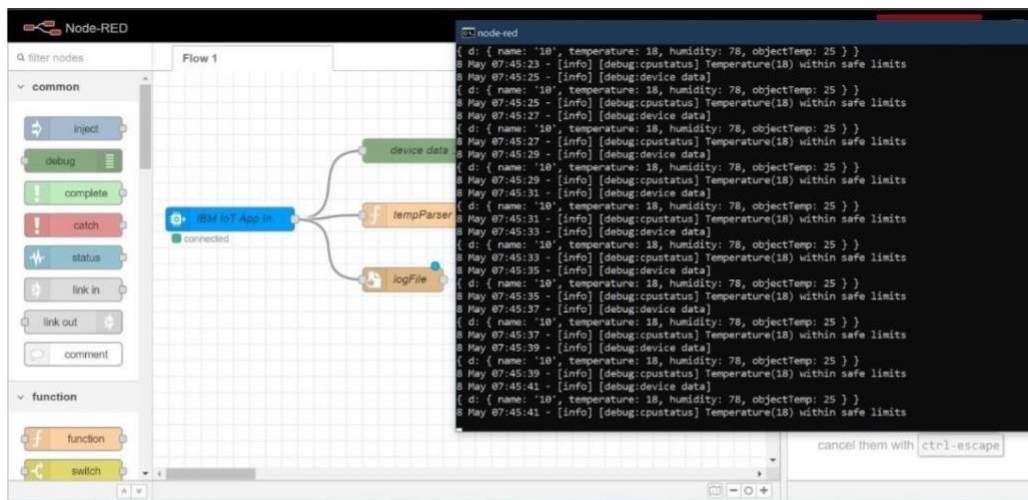 Node-RED
filter nodes
Flow 1
common
inject
debug
complete
catch
status
link in
link out
comment
function
function
switch
IBM IoT App in
connected
device data
tempParser
logFile
node-red
{ d: { name: '10', temperature: 18, humidity: 78, objectTemp: 25 } }
8 May 07:45:23 - [info] [debug:cpustatus] Temperature(18) within safe limits
8 May 07:45:25 - [info] [debug:device data]
{ d: { name: '10', temperature: 18, humidity: 78, objectTemp: 25 } }
8 May 07:45:25 - [info] [debug:cpustatus] Temperature(18) within safe limits
8 May 07:45:27 - [info] [debug:device data]
{ d: { name: '10', temperature: 18, humidity: 78, objectTemp: 25 } }
8 May 07:45:27 - [info] [debug:cpustatus] Temperature(18) within safe limits
8 May 07:45:29 - [info] [debug:device data]
{ d: { name: '10', temperature: 18, humidity: 78, objectTemp: 25 } }
8 May 07:45:29 - [info] [debug:cpustatus] Temperature(18) within safe limits
8 May 07:45:31 - [info] [debug:device data]
{ d: { name: '10', temperature: 18, humidity: 78, objectTemp: 25 } }
8 May 07:45:31 - [info] [debug:cpustatus] Temperature(18) within safe limits
8 May 07:45:33 - [info] [debug:device data]
{ d: { name: '10', temperature: 18, humidity: 78, objectTemp: 25 } }
8 May 07:45:33 - [info] [debug:cpustatus] Temperature(18) within safe limits
8 May 07:45:35 - [info] [debug:device data]
{ d: { name: '10', temperature: 18, humidity: 78, objectTemp: 25 } }
8 May 07:45:35 - [info] [debug:cpustatus] Temperature(18) within safe limits
8 May 07:45:37 - [info] [debug:device data]
{ d: { name: '10', temperature: 18, humidity: 78, objectTemp: 25 } }
8 May 07:45:37 - [info] [debug:cpustatus] Temperature(18) within safe limits
8 May 07:45:39 - [info] [debug:device data]
{ d: { name: '10', temperature: 18, humidity: 78, objectTemp: 25 } }
8 May 07:45:39 - [info] [debug:cpustatus] Temperature(18) within safe limits
8 May 07:45:41 - [info] [debug:device data]
{ d: { name: '10', temperature: 18, humidity: 78, objectTemp: 25 } }
8 May 07:45:41 - [info] [debug:cpustatus] Temperature(18) within safe limits
cancel them with ctrl-escape